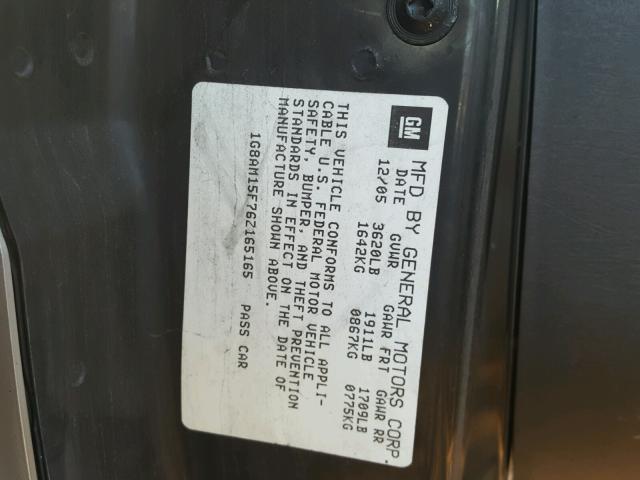 GM
MFD BY GENERAL MOTORS CORP.
DATE GVWR GAWR FRT GAWR RR
12/05 3620LB 1911LB 1709LB
1642KG 0867KG 0775KG
THIS VEHICLE CONFORMS TO ALL APPLI-
CABLE U.S. FEDERAL MOTOR VEHICLE
SAFETY, BUMPER, AND THEFT PREVENTION
STANDARDS IN EFFECT ON THE DATE OF
MANUFACTURE SHOWN ABOVE.
1G8AM15F76Z165165 PASS CAR